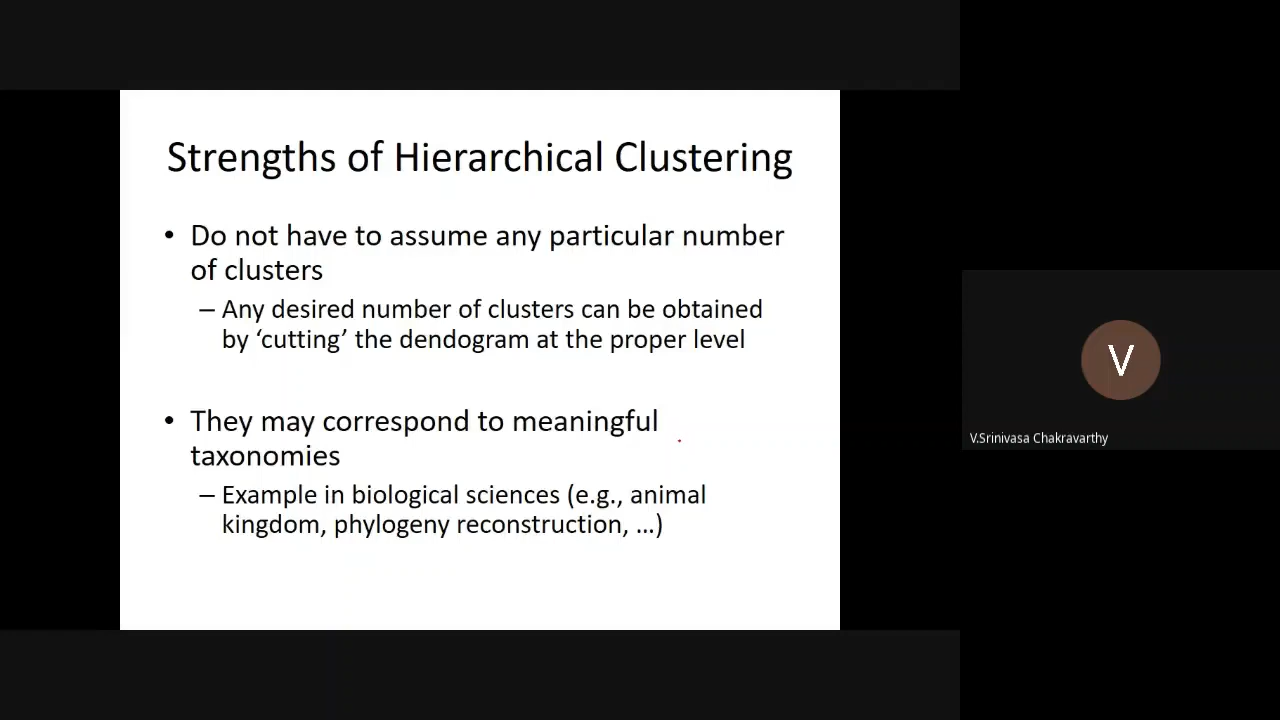 Strengths of Hierarchical Clustering
• Do not have to assume any particular number
of clusters
– Any desired number of clusters can be obtained
by ‘cutting’ the dendogram at the proper level
• They may correspond to meaningful
taxonomies
– Example in biological sciences (e.g., animal
kingdom, phylogeny reconstruction, …)
V
V.Srinivasa Chakravarthy